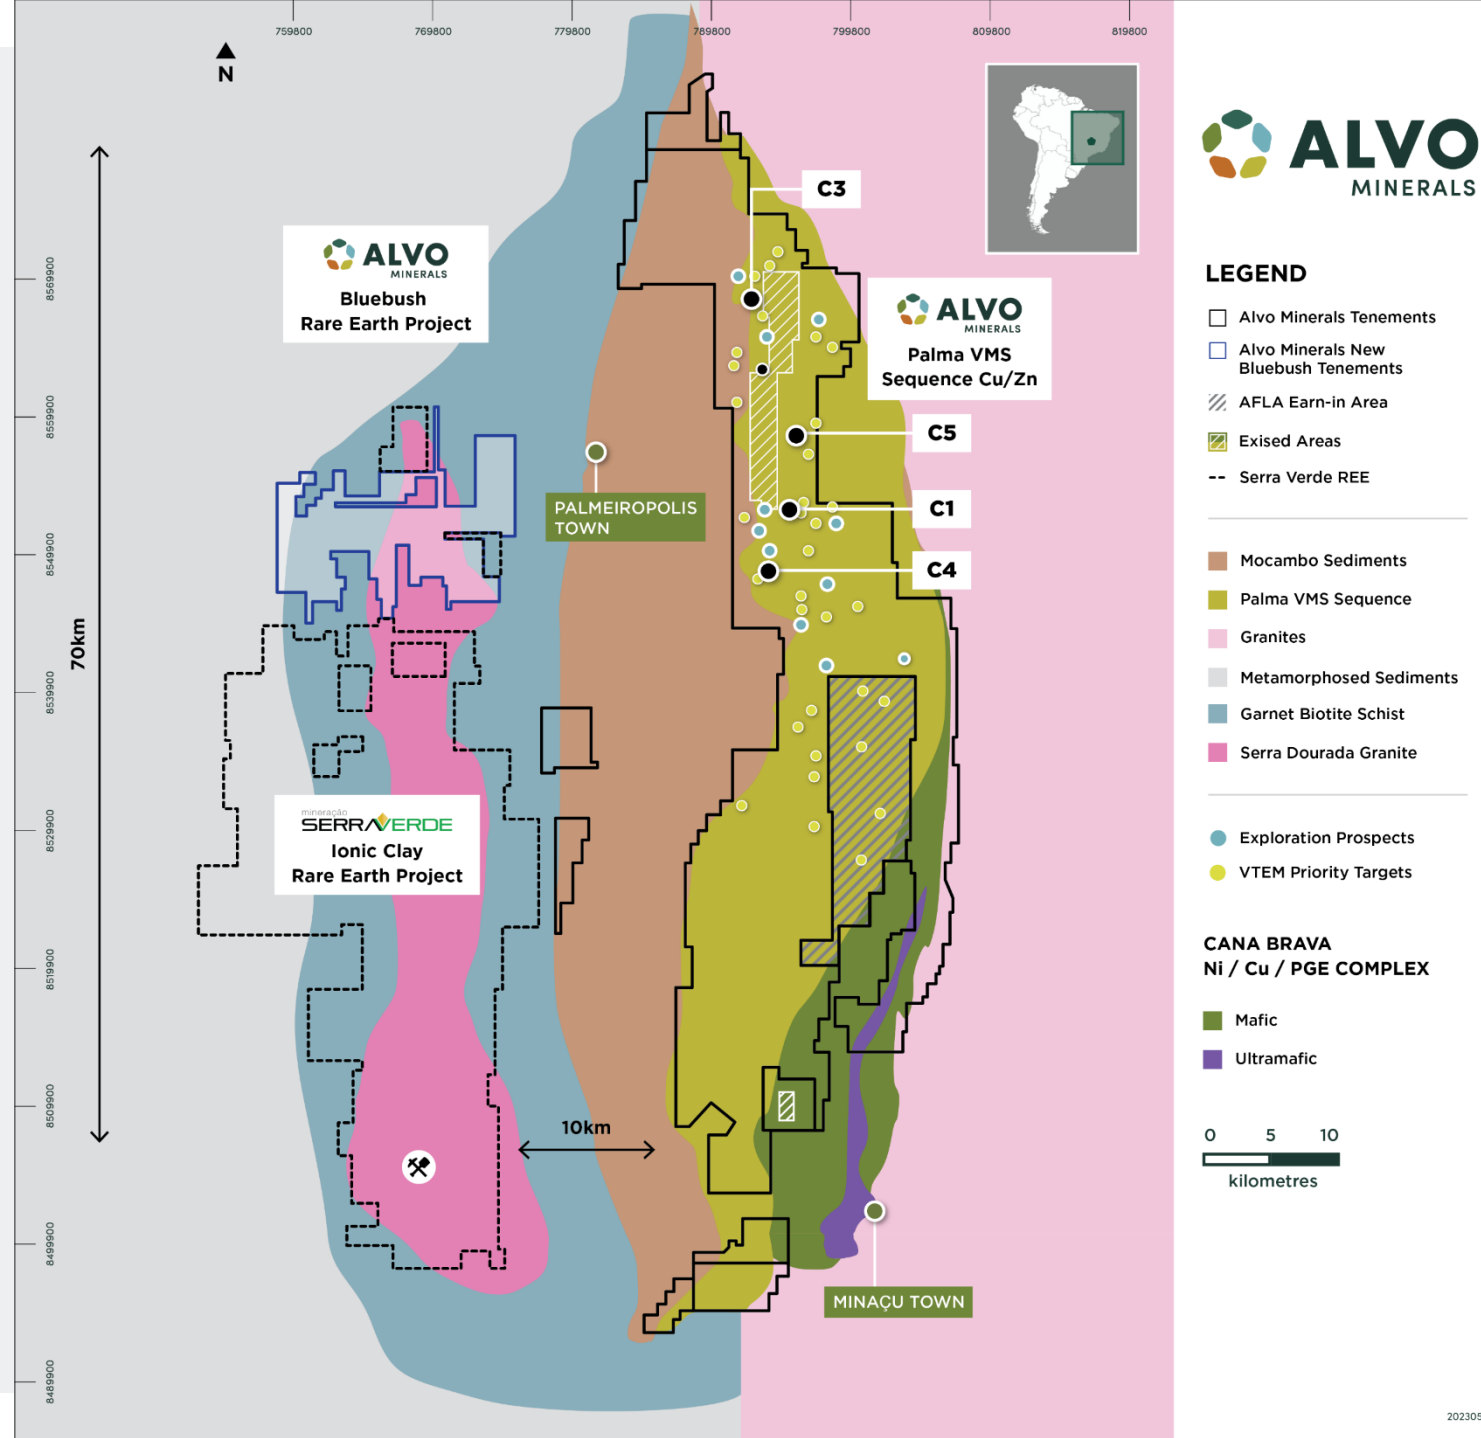 759800
769800
779800
789800
799800
809800
819800
N
8569900
8559900
8549900
8539900
8529900
8519900
8509900
8499900
8489900
70km
ALVO
MINERALS
Bluebush
Rare Earth Project
C3
ALVO
MINERALS
Palma VMS
Sequence Cu/Zn
C5
C1
C4
PALMEIROPOLIS
TOWN
mineração
SERRAVERDE
Ionic Clay
Rare Earth Project
10km
MINAÇU TOWN
ALVO
MINERALS
LEGEND
Alvo Minerals Tenements
Alvo Minerals New
Bluebush Tenements
AFLA Earn-in Area
Exised Areas
Serra Verde REE
Mocambo Sediments
Palma VMS Sequence
Granites
Metamorphosed Sediments
Garnet Biotite Schist
Serra Dourada Granite
Exploration Prospects
VTEM Priority Targets
CANA BRAVA
Ni / Cu / PGE COMPLEX
Mafic
Ultramafic
0 5 10
kilometres
202305